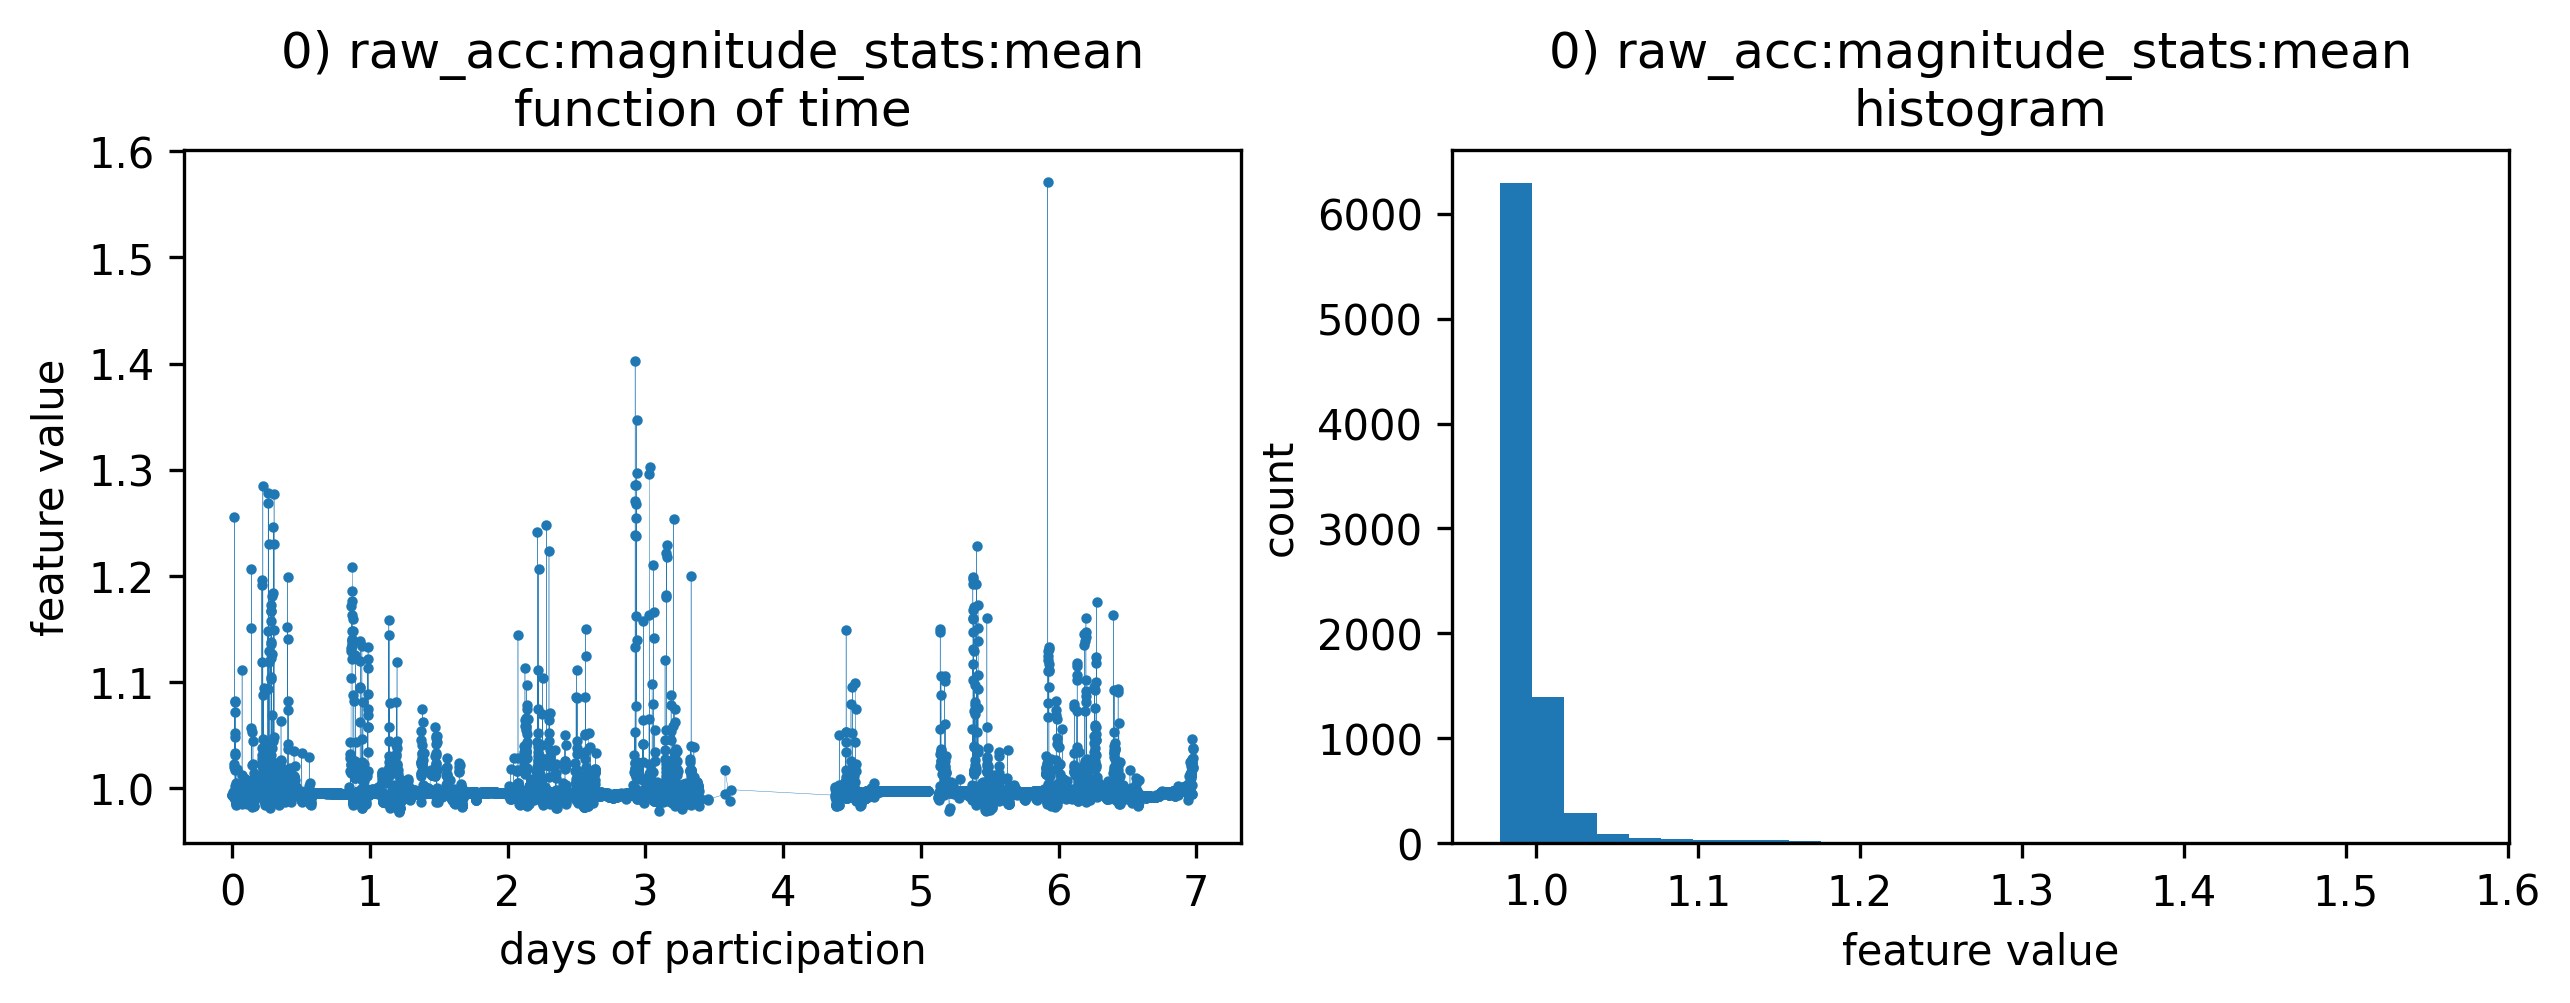 0) raw_acc:magnitude_stats:mean
function of time
1.6
1.5
1.4
1.3
1.2
1.1
1.0
feature value
0 1 2 3 4 5 6 7
days of participation
0) raw_acc:magnitude_stats:mean
histogram
6000
5000
4000
3000
2000
1000
0
count
1.0 1.1 1.2 1.3 1.4 1.5 1.6
feature value